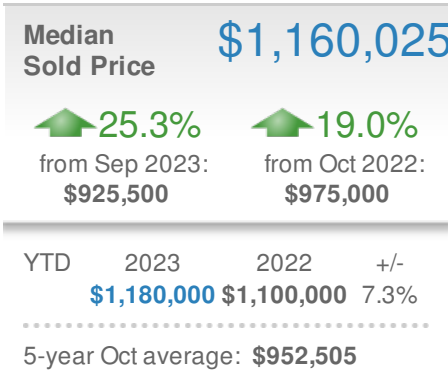 Median $1,160,025
Sold Price
25.3% 19.0%
from Sep 2023: from Oct 2022:
$925,500 $975,000
YTD 2023 2022 +/-
$1,180,000 $1,100,000 7.3%
5-year Oct average: $952,505